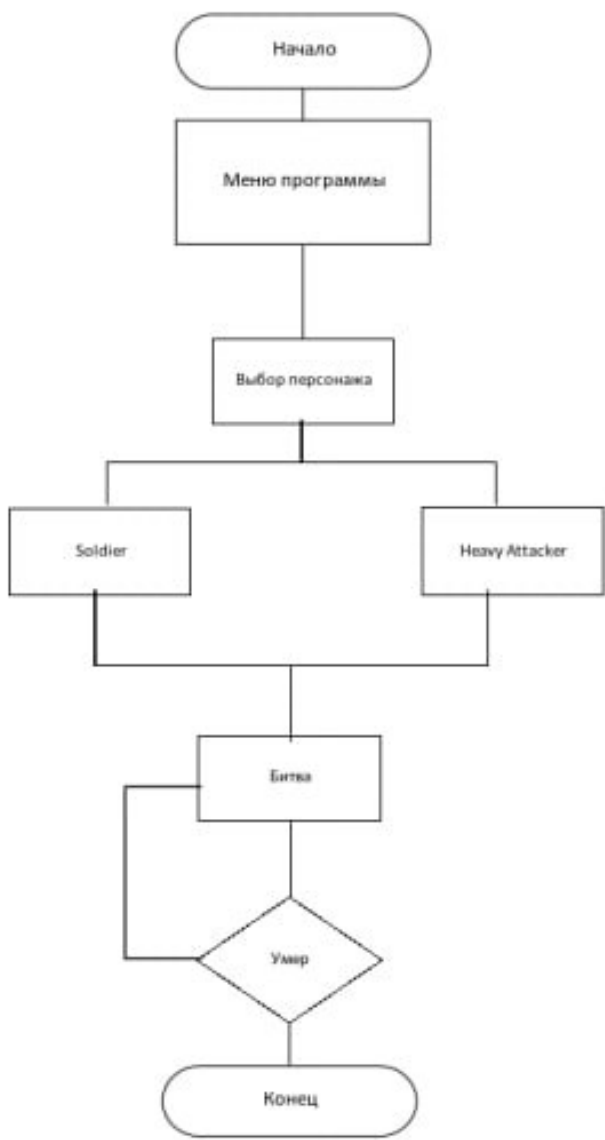 Начало
Меню программы
Выбор персонажа
Soldier
Heavy Attacker
Битва
Умер
Конец